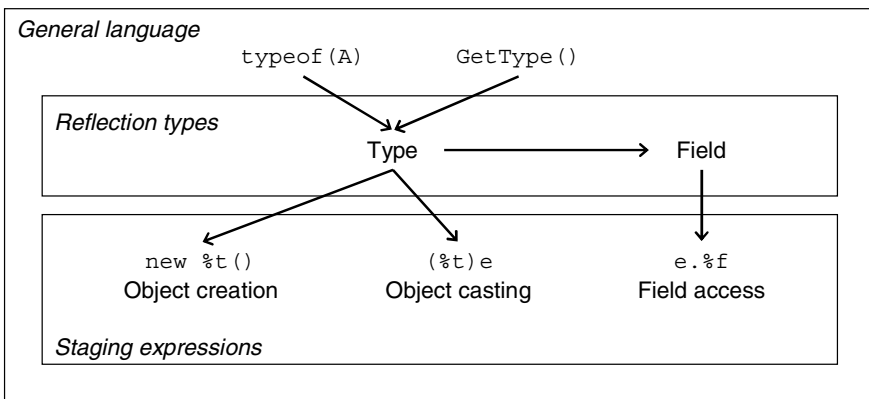 General language
typeof(A) GetType()
Reflection types
Type Field
new %t() (%t)e e.%f
Object creation Object casting Field access
Staging expressions